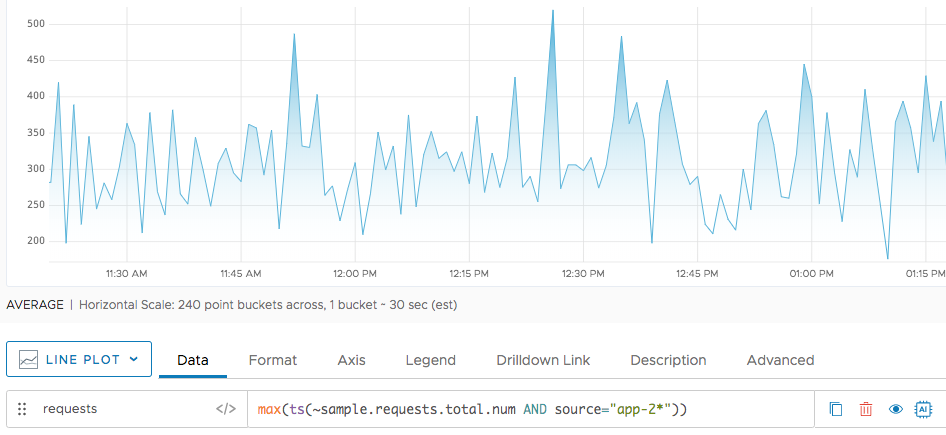 500
450
400
350
300
250
200
11:30 AM 11:45 AM 12:00 PM 12:15 PM 12:30 PM 12:45 PM 01:00 PM 01:15 PM
AVERAGE | Horizontal Scale: 240 point buckets across, 1 bucket ~ 30 sec (est)
LINE PLOT Data Format Axis Legend Drilldown Link Description Advanced
requests </> max(ts(~sample.requests.total.num AND source="app-2*")) AI